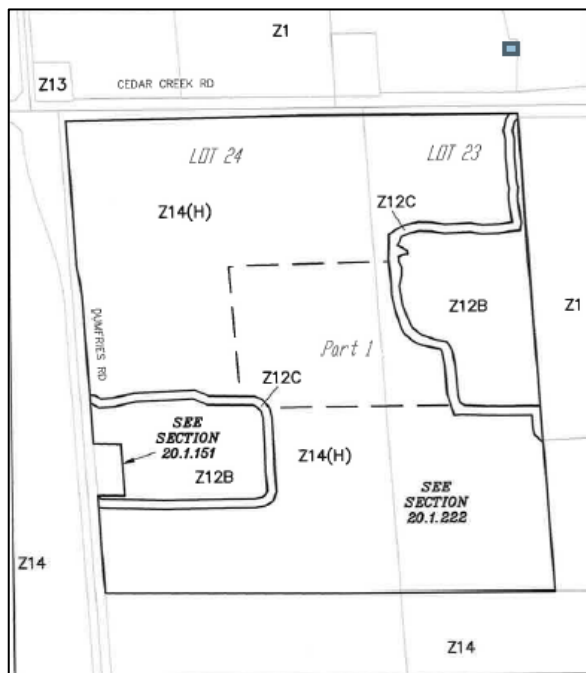 Z1
Z13
CEDAR CREEK RD
LOT 24
LOT 23
Z12C
Z14(H)
Z12B
Z1
DUMFRIES RD
Part 1
Z12C
SEE
SECTION
20.1.151
Z12B
Z14(H)
SEE
SECTION
20.1.222
Z14
Z14